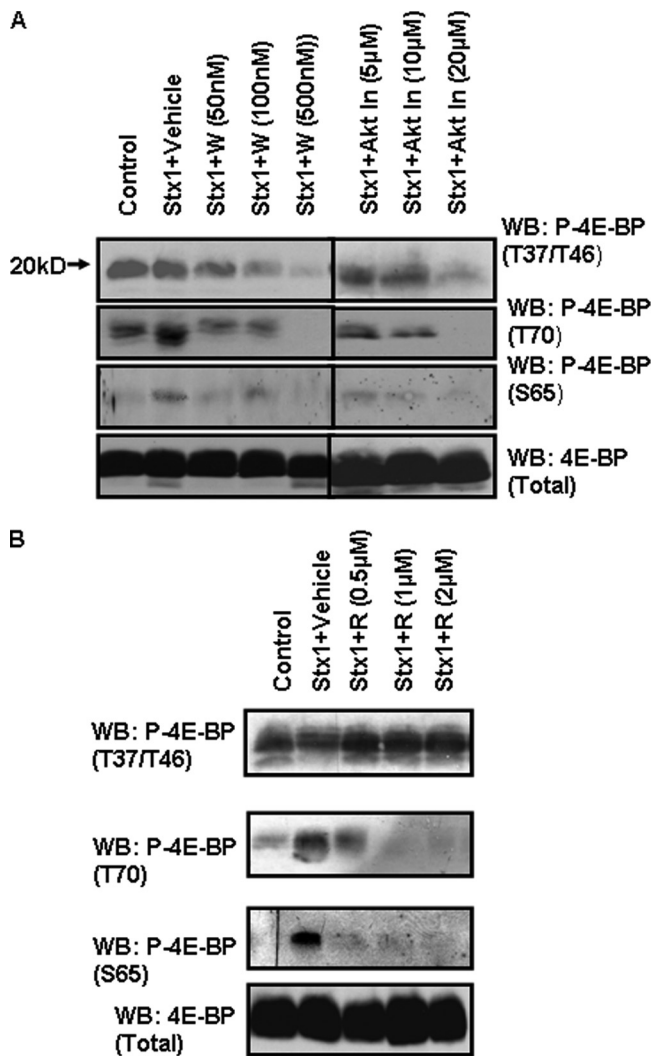 A
Control
Stx1+Vehicle
Stx1+W (50nM)
Stx1+W (100nM)
Stx1+W (500nM))
Stx1+Akt In (5µM)
Stx1+Akt In (10µM)
Stx1+Akt In (20µM)
20kD→
WB: P-4E-BP
(T37/T46)
WB: P-4E-BP
(T70)
WB: P-4E-BP
(S65)
WB: 4E-BP
(Total)
B
Control
Stx1+Vehicle
Stx1+R (0.5µM)
Stx1+R (1µM)
Stx1+R (2µM)
WB: P-4E-BP
(T37/T46)
WB: P-4E-BP
(T70)
WB: P-4E-BP
(S65)
WB: 4E-BP
(Total)